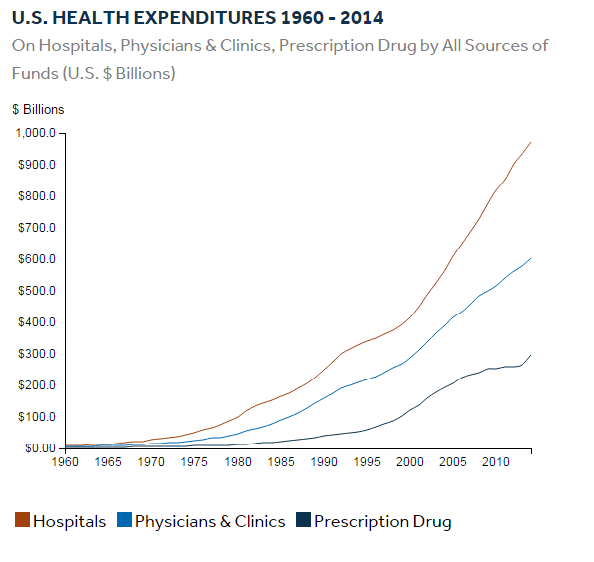 U.S. HEALTH EXPENDITURES 1960 - 2014
On Hospitals, Physicians & Clinics, Prescription Drug by All Sources of
Funds (U.S. $ Billions)
$ Billions
1,000.0
$900.0
$800.0
$700.0
$600.0
$500.0
$400.0
$300.0
$200.0
$100.0
$0.00
1960 1965 1970 1975 1980 1985 1990 1995 2000 2005 2010
Hospitals Physicians & Clinics Prescription Drug